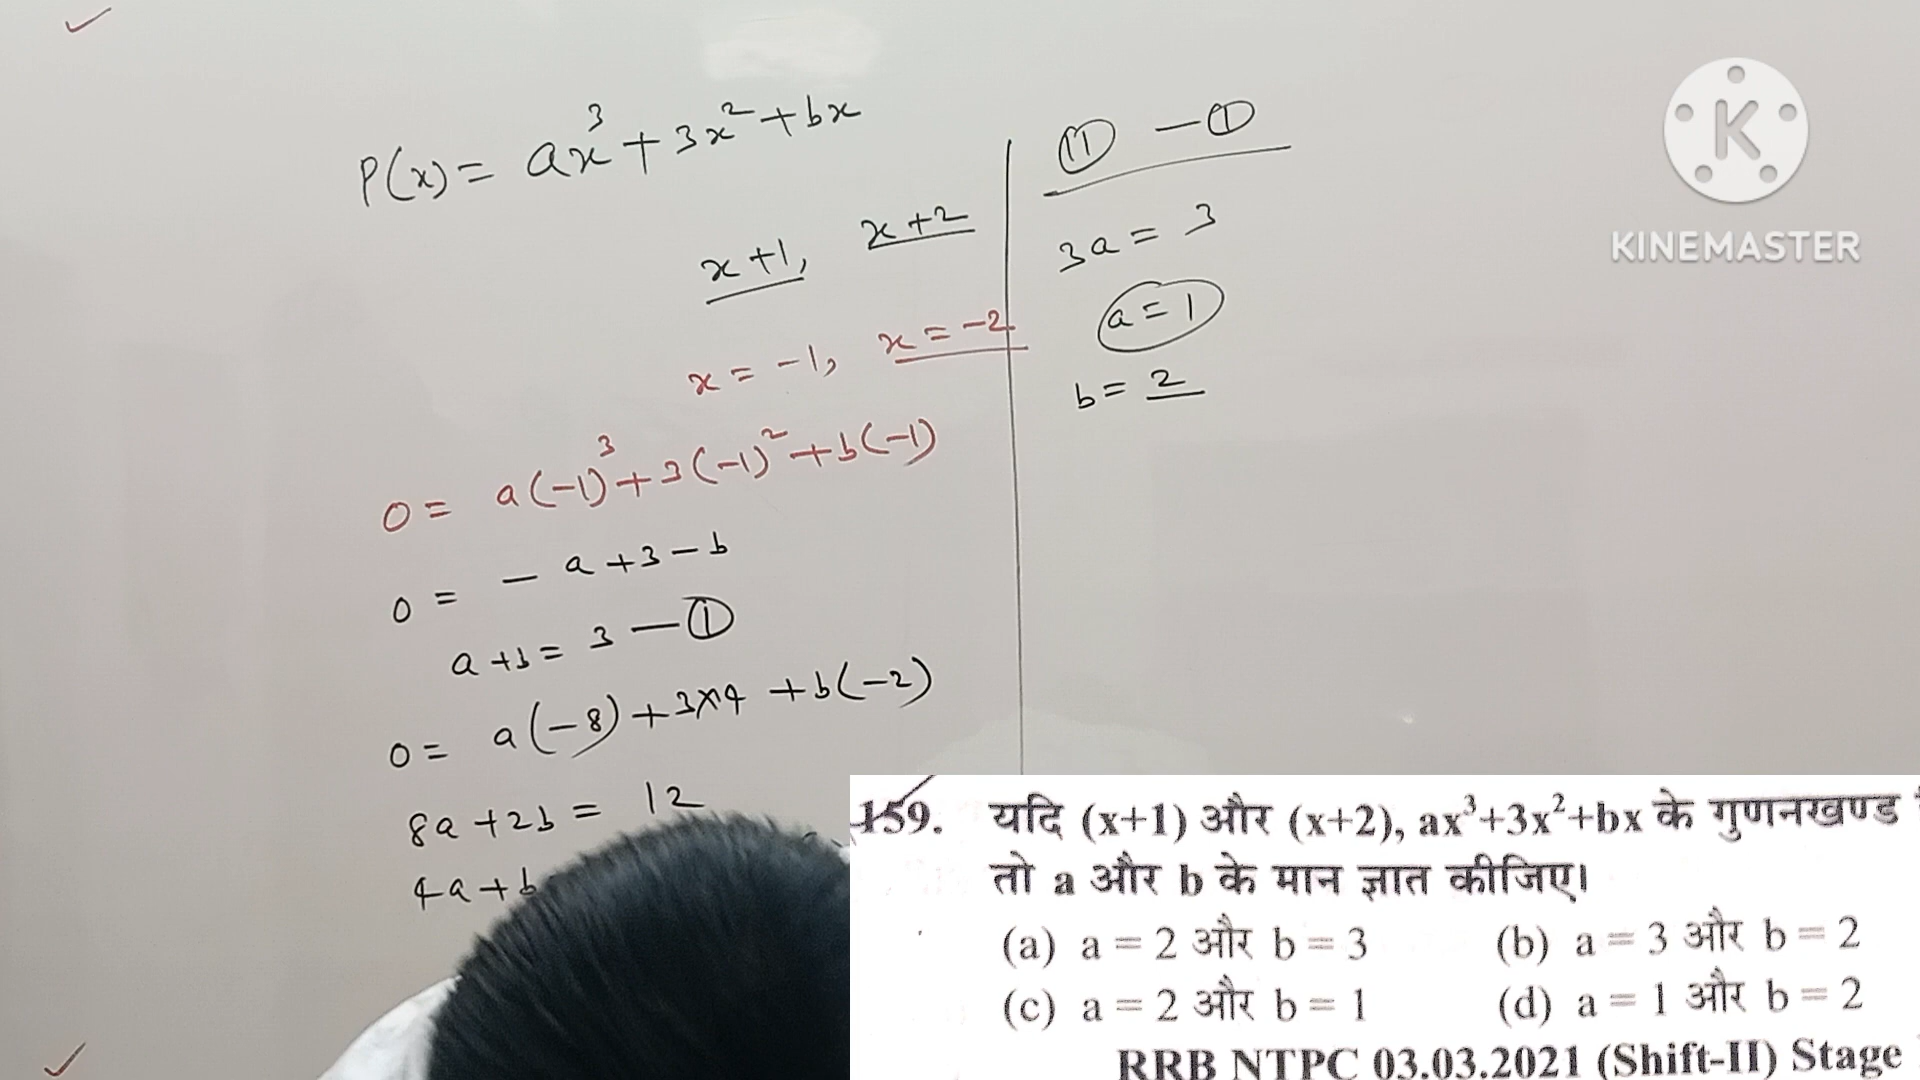 P(x) = ax³ + 3x² + bx
x+1, x+2
x = -1, x = -2
0 = a(-1)³ + 3(-1)² + b(-1)
0 = - a + 3 - b
a + b = 3 — ①
0 = a(-8) + 3×4 + b(-2)
8a + 2b = 12
4a + b
⑪ — ①
3a = 3
a = 1
b = 2
KINEMASTER
159. यदि (x+1) और (x+2), ax³+3x²+bx के गुणनखण्ड
तो a और b के मान ज्ञात कीजिए।
(a) a = 2 और b = 3 (b) a = 3 और b = 2
(c) a = 2 और b = 1 (d) a = 1 और b = 2
RRB NTPC 03.03.2021 (Shift-II) Stage